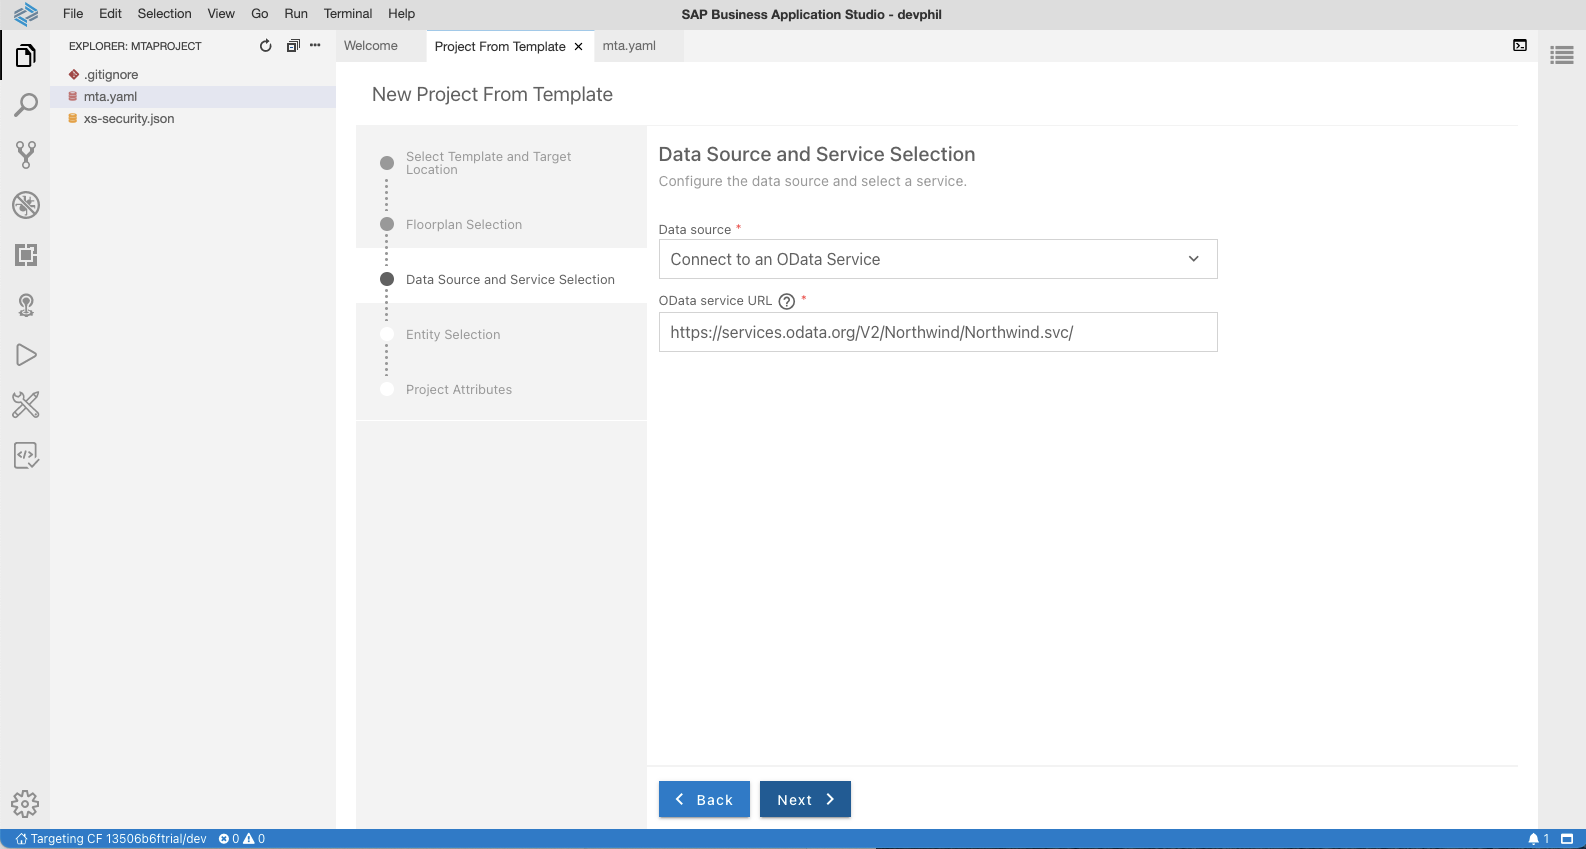 File Edit Selection View Go Run Terminal Help
SAP Business Application Studio - devphil
EXPLORER: MTAPROJECT
.gitignore
mta.yaml
xs-security.json
Welcome
Project From Template
mta.yaml
New Project From Template
Select Template and Target
Location
Floorplan Selection
Data Source and Service Selection
Entity Selection
Project Attributes
Data Source and Service Selection
Configure the data source and select a service.
Data source *
Connect to an OData Service
OData service URL ? *
https://services.odata.org/V2/Northwind/Northwind.svc/
Back
Next
Targeting CF 13506b6ftrial/dev 0 0
1